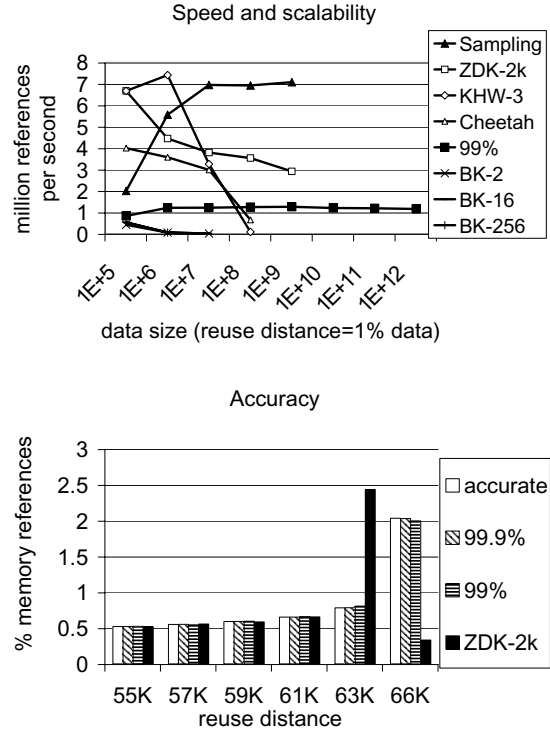 Speed and scalability
million references
per second
8
7
6
5
4
3
2
1
0
1E+5
1E+6
1E+7
1E+8
1E+9
1E+10
1E+11
1E+12
data size (reuse distance=1% data)
Sampling
ZDK-2k
KHW-3
Cheetah
99%
BK-2
BK-16
BK-256
Accuracy
% memory references
3
2.5
2
1.5
1
0.5
0
55K
57K
59K
61K
63K
66K
reuse distance
accurate
99.9%
99%
ZDK-2k